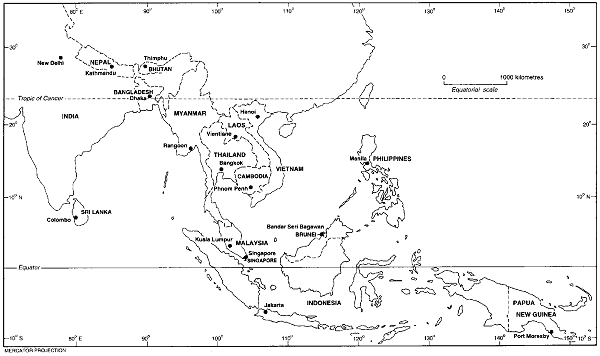 80° E
90°
100°
110°
120°
130°
140°
150°
30°
30°
New Delhi
NEPAL
Kathmandu
Thimphu
BHUTAN
0
1000 kilometres
Equatorial scale
BANGLADESH
Dhaka
Tropic of Cancer
INDIA
MYANMAR
Hanoi
LAOS
20°
20°
Vientiane
Rangoon
THAILAND
Bangkok
VIETNAM
CAMBODIA
Phnom Penh
Manila
PHILIPPINES
10° N
10° N
SRI LANKA
Colombo
Bandar Seri Bagawan
BRUNEI
Kuala Lumpur
MALAYSIA
Singapore
SINGAPORE
Equator
INDONESIA
Jakarta
PAPUA
NEW GUINEA
Port Moresby
10° S
10° S
80° E
90°
100°
110°
120°
130°
140°
150°
MERCATOR PROJECTION